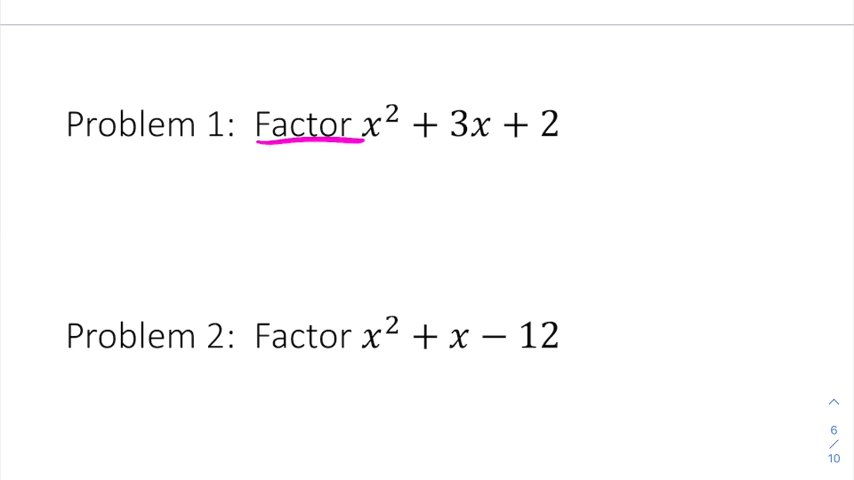 Problem 1: Factor x² + 3x + 2
Problem 2: Factor x² + x − 12
6
/
10